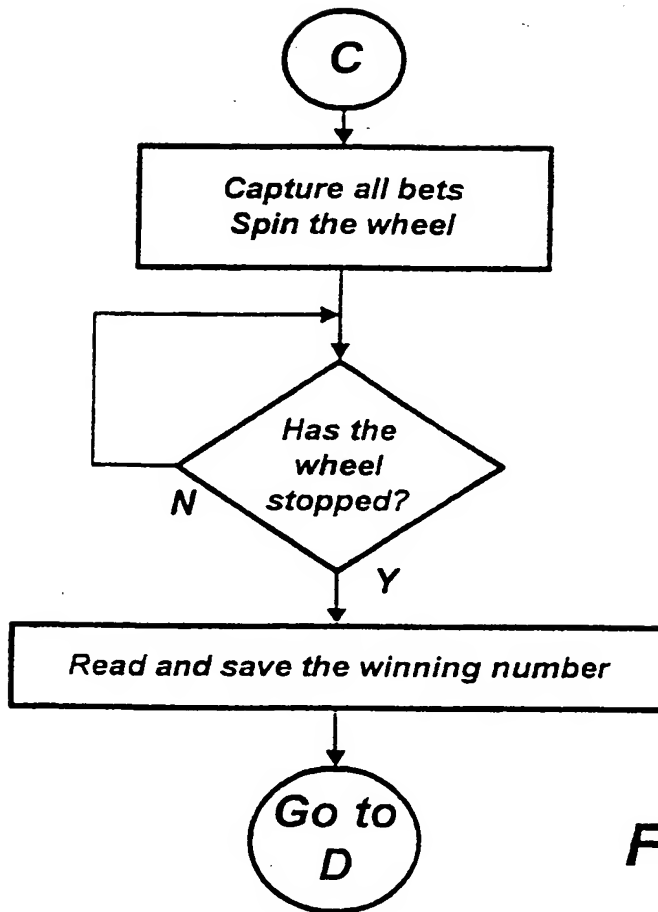 C
Capture all bets
Spin the wheel
Has the
wheel
stopped?
N
Y
Read and save the winning number
Go to
D
F